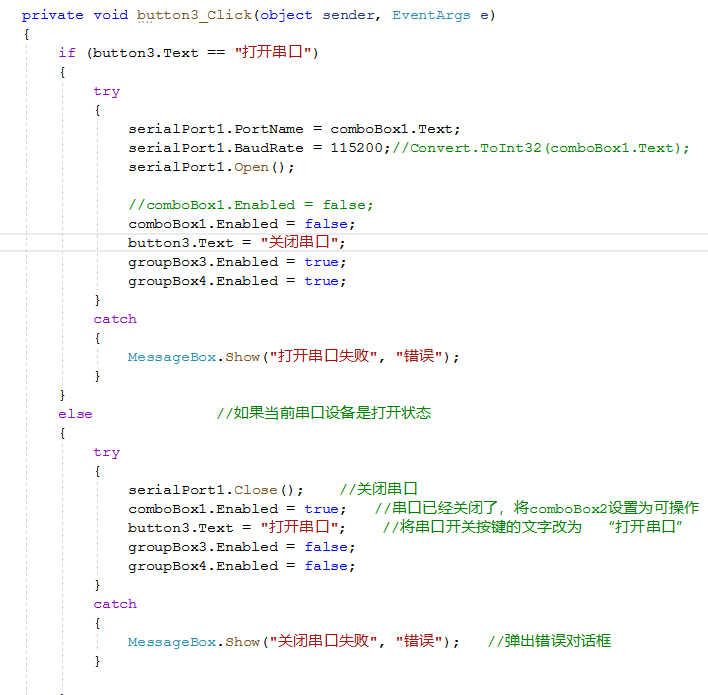 private void button3_Click(object sender, EventArgs e)
{
if (button3.Text == "打开串口")
{
try
{
serialPort1.PortName = comboBox1.Text;
serialPort1.BaudRate = 115200;//Convert.ToInt32(comboBox1.Text);
serialPort1.Open();
//comboBox1.Enabled = false;
comboBox1.Enabled = false;
button3.Text = "关闭串口";
groupBox3.Enabled = true;
groupBox4.Enabled = true;
}
catch
{
MessageBox.Show("打开串口失败", "错误");
}
}
else //如果当前串口设备是打开状态
{
try
{
serialPort1.Close(); //关闭串口
comboBox1.Enabled = true; //串口已经关闭了，将comboBox2设置为可操作
button3.Text = "打开串口"; //将串口开关按键的文字改为 “打开串口”
groupBox3.Enabled = false;
groupBox4.Enabled = false;
}
catch
{
MessageBox.Show("关闭串口失败", "错误"); //弹出错误对话框
}